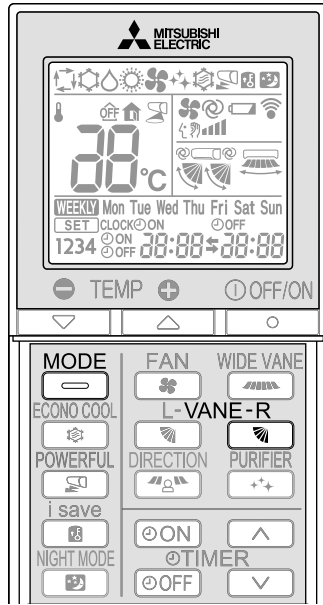 MITSUBISHI
ELECTRIC
OFF
88 °C
WEEKLY Mon Tue Wed Thu Fri Sat Sun
SET CLOCK ON OFF
1234 ON OFF 88:88 88:88
TEMP OFF/ON
MODE FAN WIDE VANE
ECONO COOL L-VANE-R
POWERFUL DIRECTION PURIFIER
i save
ON
NIGHT MODE TIMER
OFF